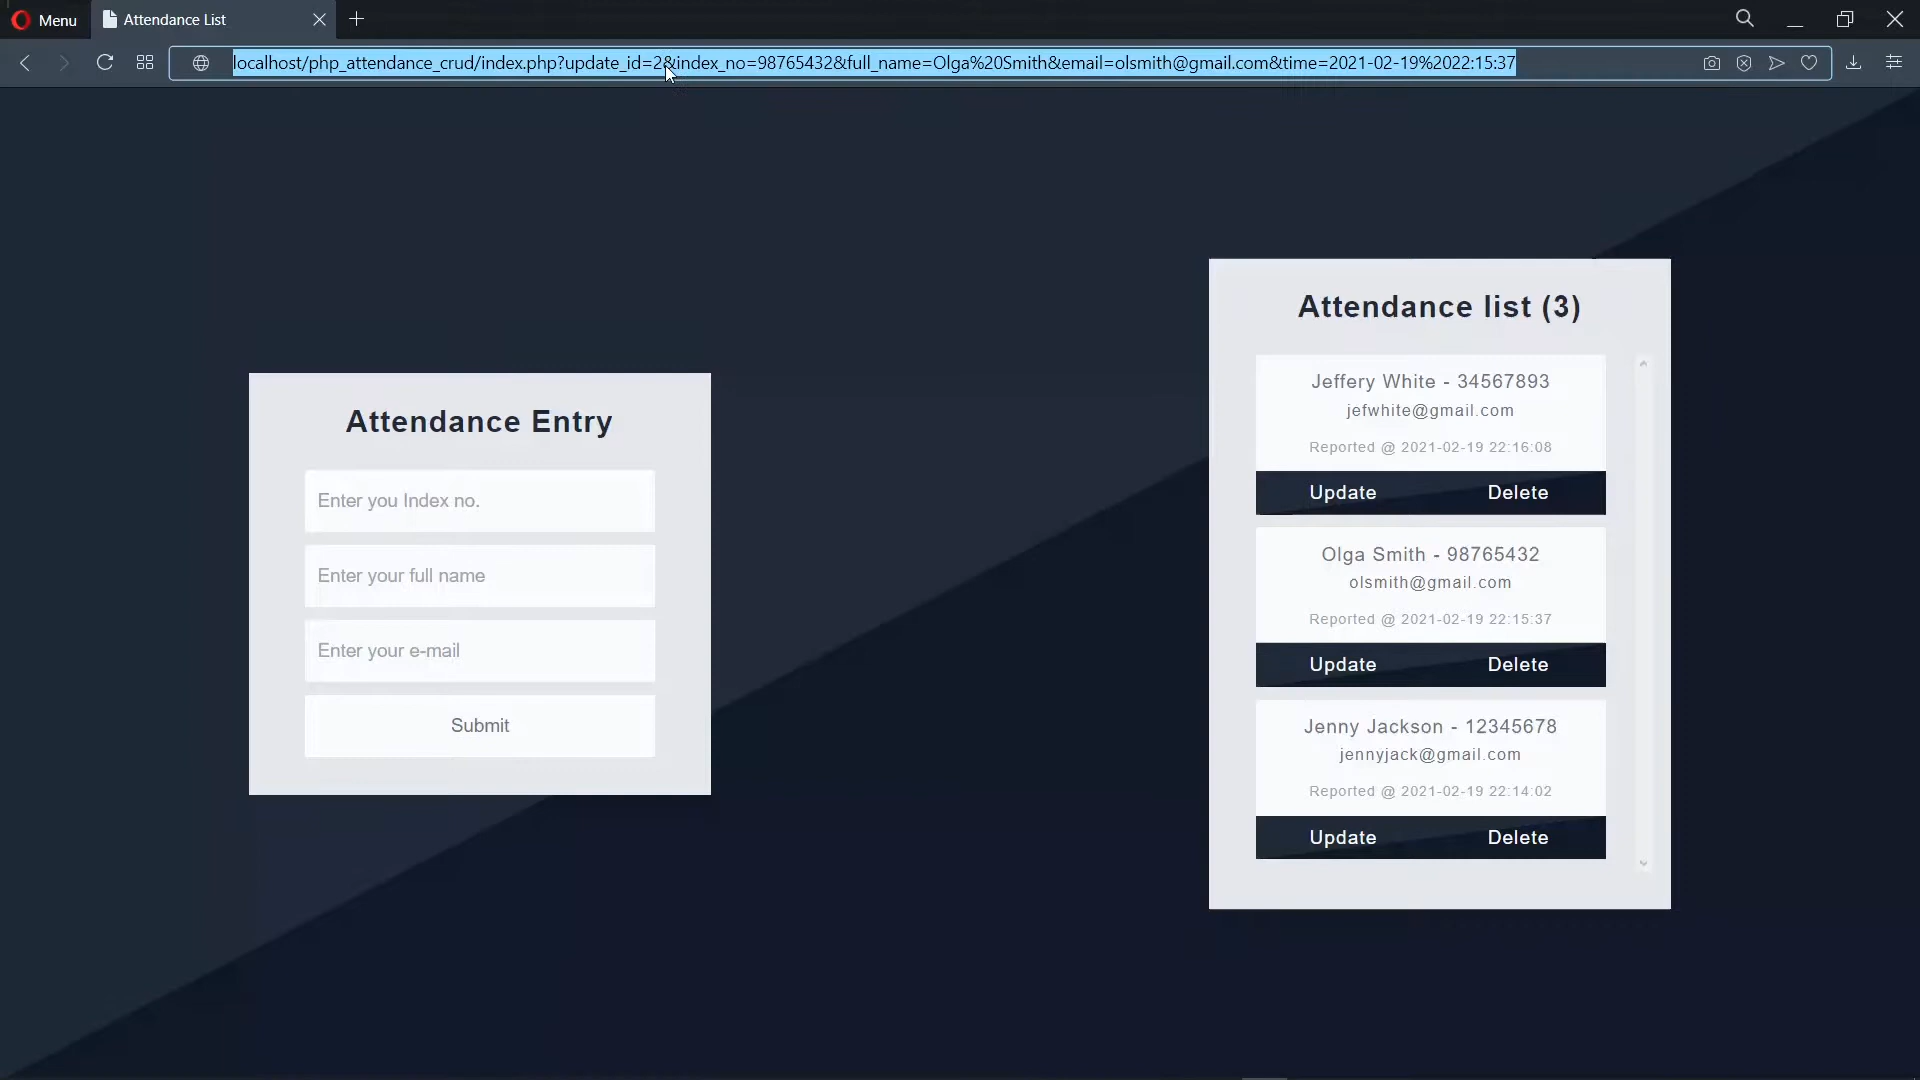 Menu
Attendance List
localhost/php_attendance_crud/index.php?update_id=2&index_no=98765432&full_name=Olga%20Smith&email=olsmith@gmail.com&time=2021-02-19%2022:15:37
Attendance Entry
Enter you Index no.
Enter your full name
Enter your e-mail
Submit
Attendance list (3)
Jeffery White - 34567893
jefwhite@gmail.com
Reported @ 2021-02-19 22:16:08
Update Delete
Olga Smith - 98765432
olsmith@gmail.com
Reported @ 2021-02-19 22:15:37
Update Delete
Jenny Jackson - 12345678
jennyjack@gmail.com
Reported @ 2021-02-19 22:14:02
Update Delete